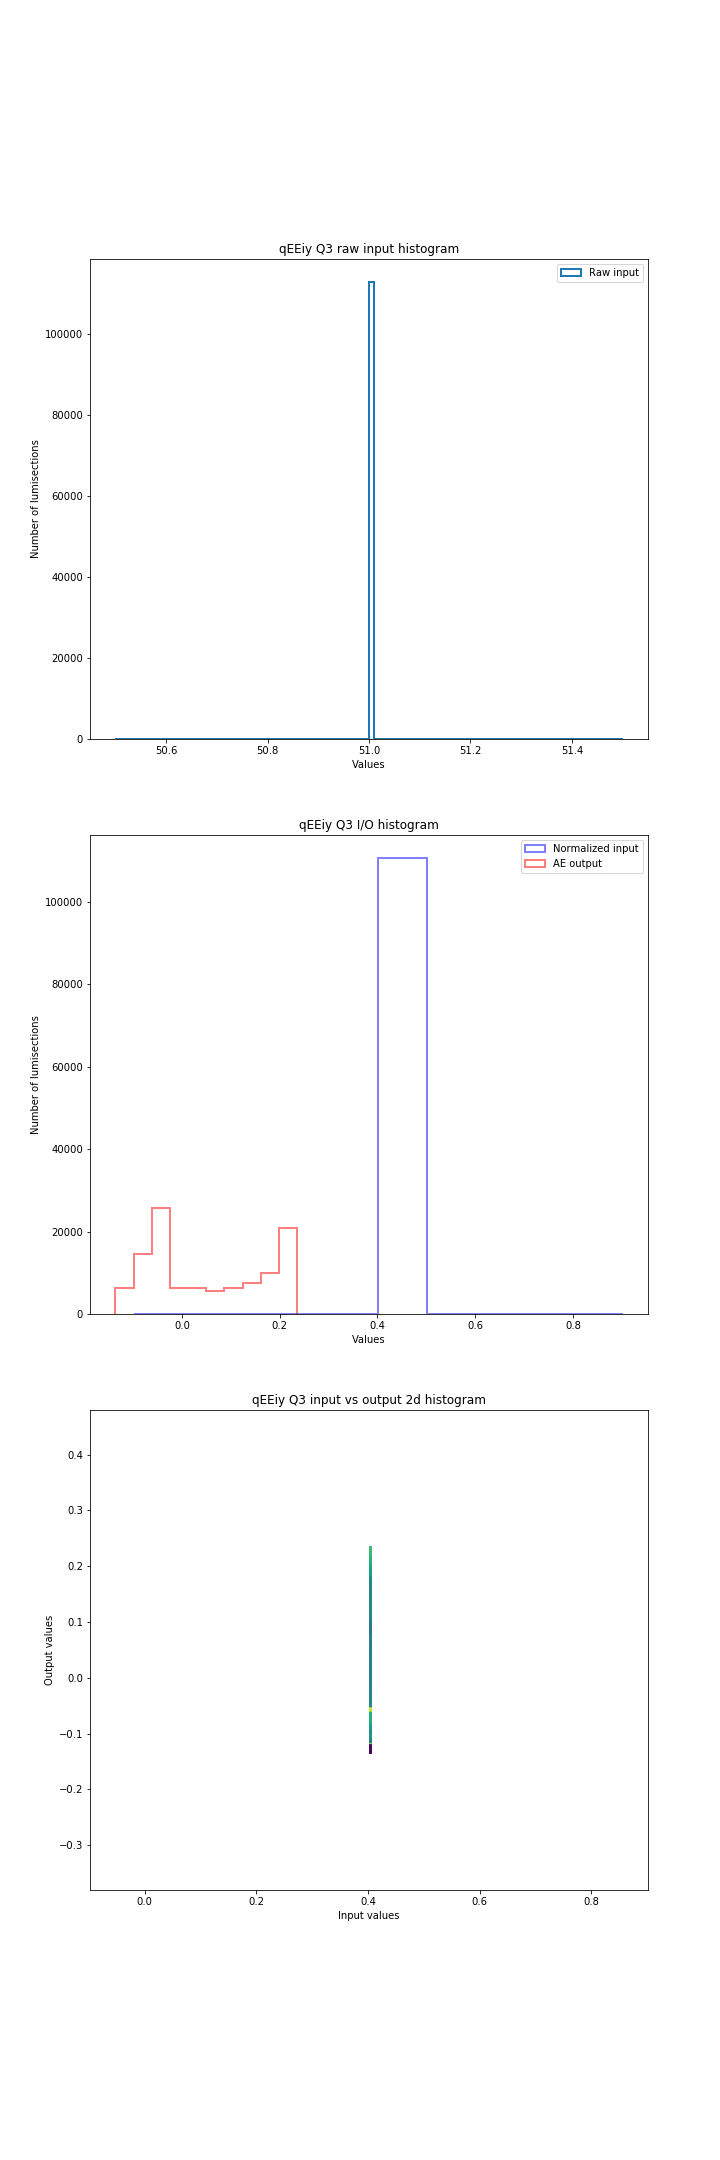 qEEiy Q3 raw input histogram
Raw input
100000
80000
60000
40000
20000
0
Number of lumisections
50.6 50.8 51.0 51.2 51.4
Values
qEEiy Q3 I/O histogram
Normalized input
AE output
100000
80000
60000
40000
20000
0
Number of lumisections
0.0 0.2 0.4 0.6 0.8
Values
qEEiy Q3 input vs output 2d histogram
0.4
0.3
0.2
0.1
0.0
−0.1
−0.2
−0.3
Output values
0.0 0.2 0.4 0.6 0.8
Input values